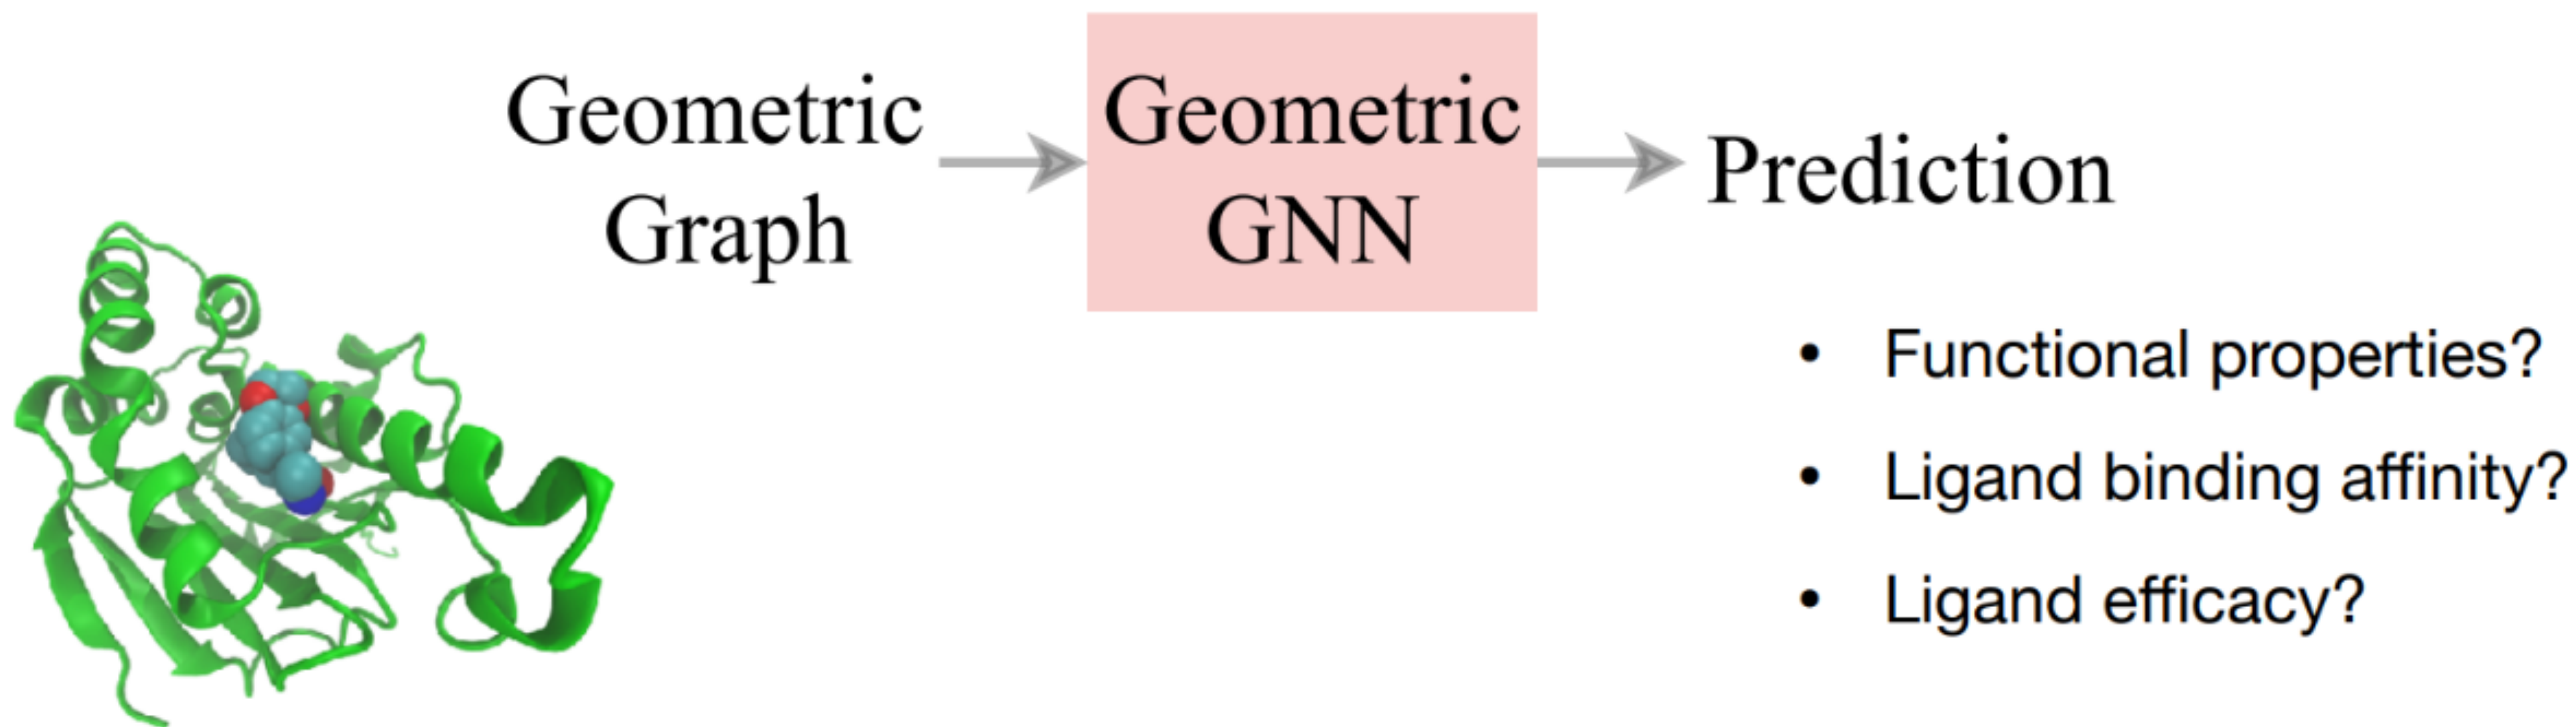 Geometric
Graph
Geometric
GNN
Prediction
• Functional properties?
• Ligand binding affinity?
• Ligand efficacy?